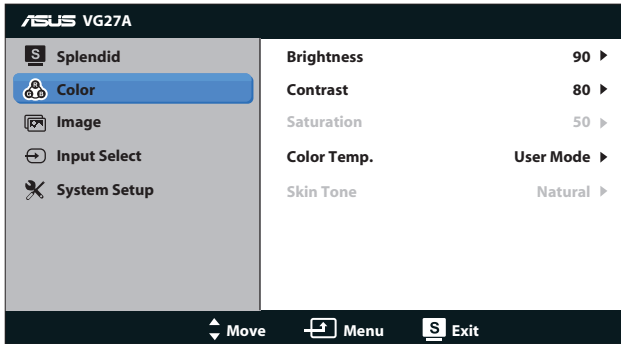 ASUS VG27A
S Splendid
Color
Image
Input Select
System Setup
Brightness 90
Contrast 80
Saturation 50
Color Temp. User Mode
Skin Tone Natural
Move Menu S Exit